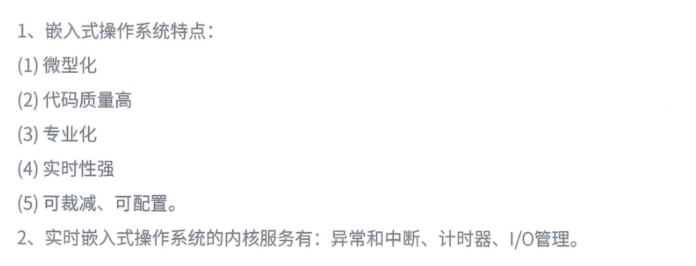 1、嵌入式操作系统特点：
(1) 微型化
(2) 代码质量高
(3) 专业化
(4) 实时性强
(5) 可裁减、可配置。
2、实时嵌入式操作系统的内核服务有：异常和中断、计时器、I/O管理。